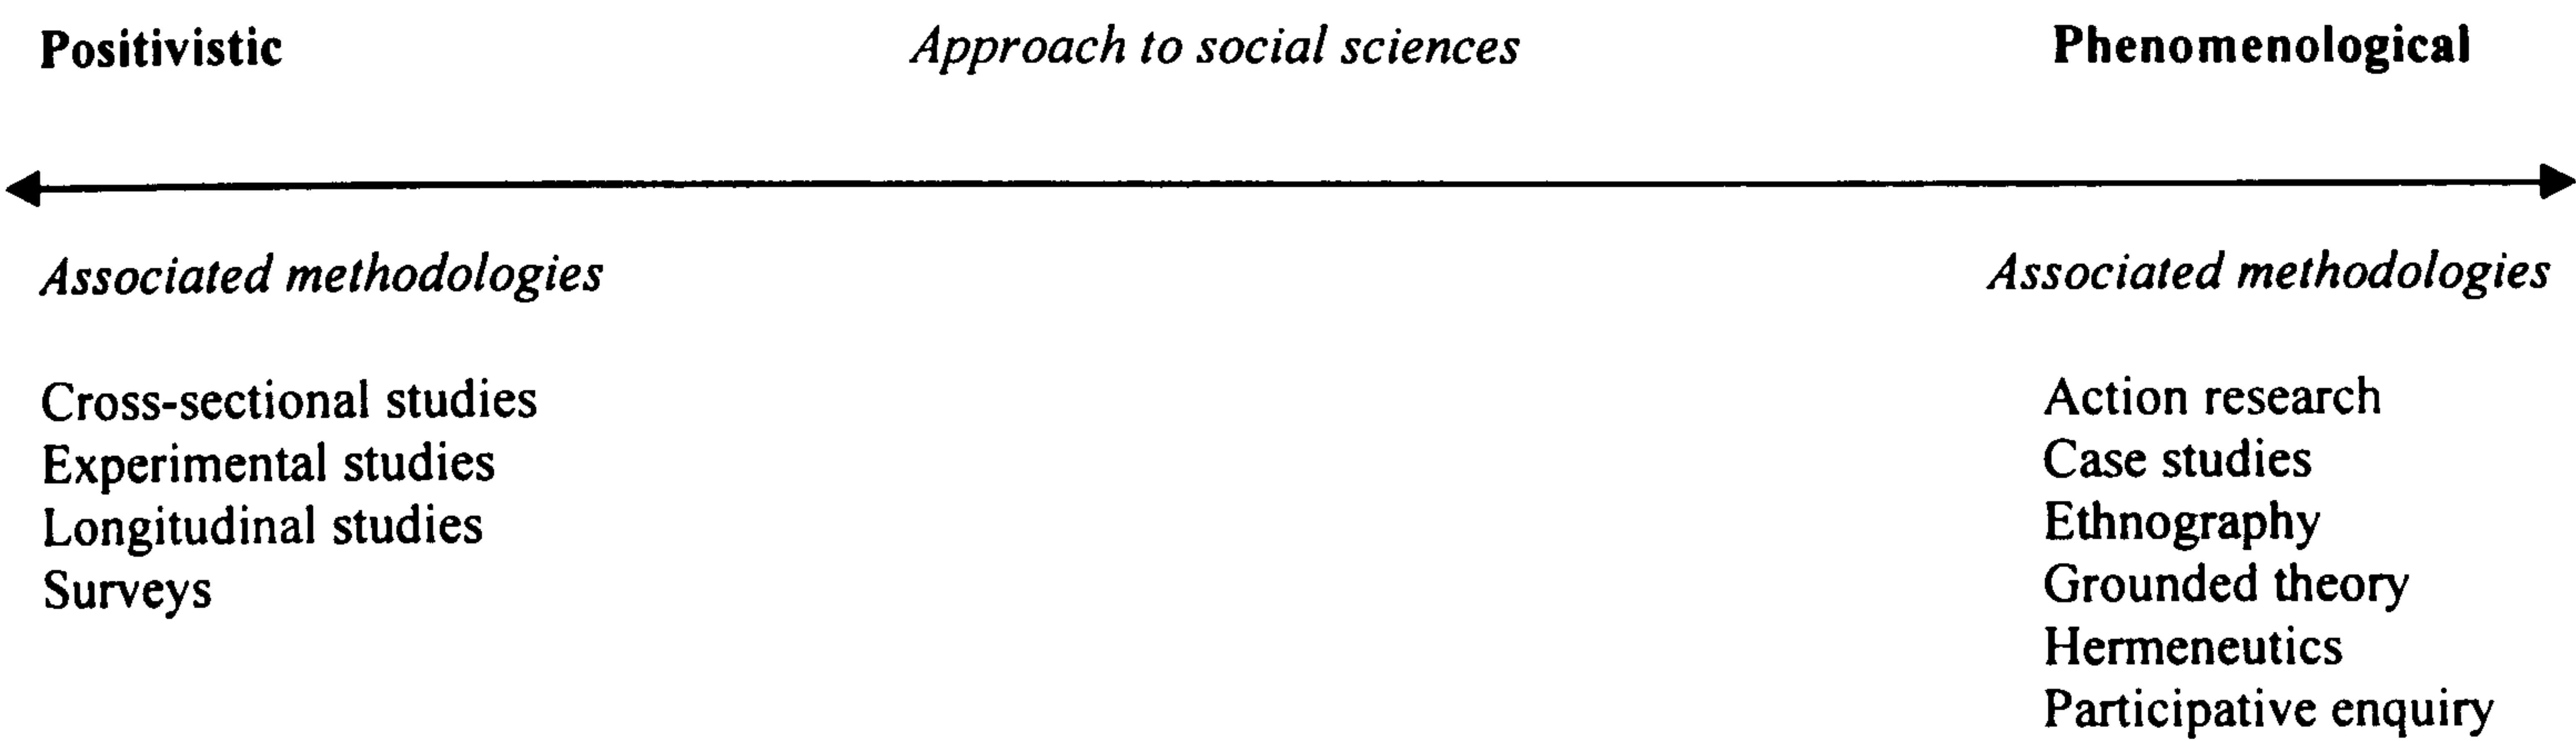 Positivistic Approach to social sciences Phenomenological
Associated methodologies Associated methodologies
Cross-sectional studies Action research
Experimental studies Case studies
Longitudinal studies Ethnography
Surveys Grounded theory
Hermeneutics
Participative enquiry